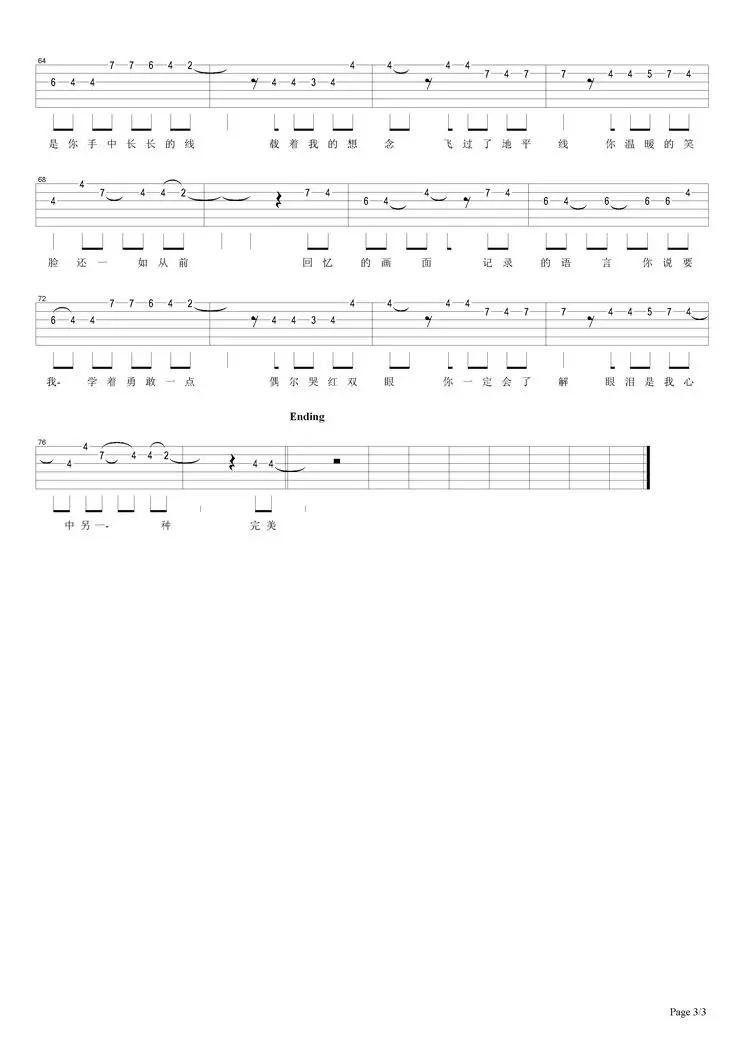 64
7 7 6 4 2 4 4 4 4
6 4 4 4 4 3 4 7 4 7 7 4 4 5 7 4
是你手中长长的线 载着我的想念 飞过了地平线 你温暖的笑
68
4
7 4 4 2 7 4 4 7 4 4
4 6 4 4 6 4 6 6 6
脸还一 如从前 回忆的画面 记录的语言 你说要
72
7 7 6 4 2 4 4 4 4
6 4 4 4 4 3 4 7 4 7 7 4 4 5 7 4
我- 学着勇敢一点 偶尔哭红双眼 你一定会了解 眼泪是我心
Ending
76
4
7 4 4 2
4 4 4
中另一- 种 完美
Page 3/3